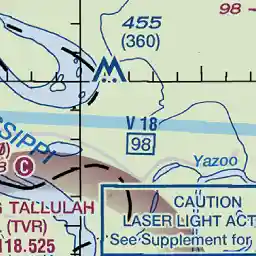 455
(360)
98 -
V 18
98
Yazoo
SSIPPI
C
TALLULAH
(TVR)
118.525
CAUTION
LASER LIGHT ACT
See Supplement for